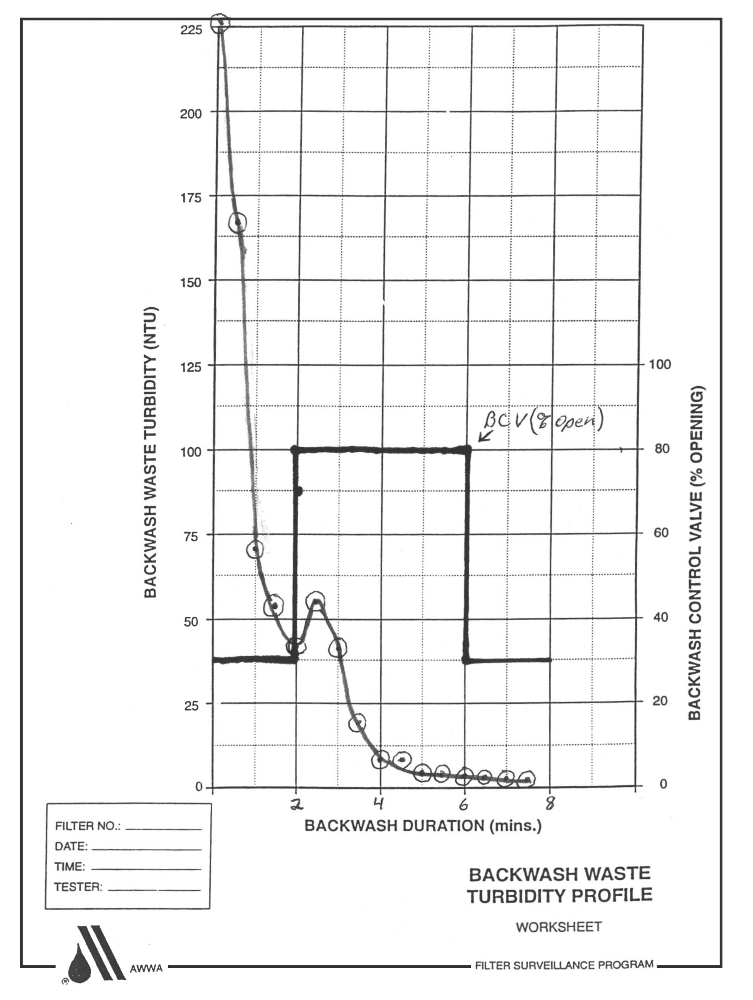 225
200
175
150
125
100
75
50
25
0
BACKWASH WASTE TURBIDITY (NTU)
100
80
60
40
20
0
BACKWASH CONTROL VALVE (% OPENING)
BCV (% open)
2 4 6 8
BACKWASH DURATION (mins.)
FILTER NO.:
DATE:
TIME:
TESTER:
BACKWASH WASTE
TURBIDITY PROFILE
WORKSHEET
® AWWA
FILTER SURVEILLANCE PROGRAM